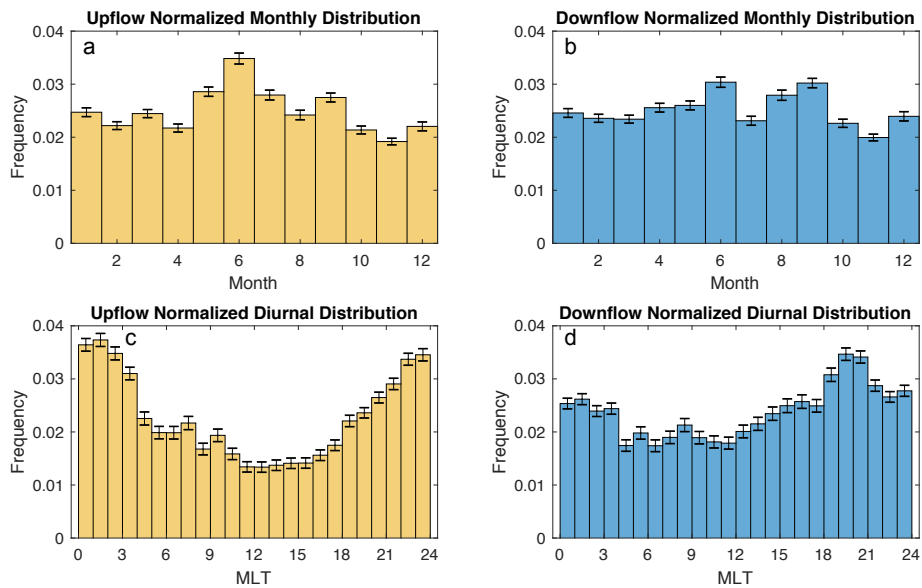 Upflow Normalized Monthly Distribution
a
0.04
0.03
0.02
0.01
0
Frequency
2 4 6 8 10 12
Month
Downflow Normalized Monthly Distribution
b
0.04
0.03
0.02
0.01
0
Frequency
2 4 6 8 10 12
Month
Upflow Normalized Diurnal Distribution
c
0.04
0.03
0.02
0.01
0
Frequency
0 3 6 9 12 15 18 21 24
MLT
Downflow Normalized Diurnal Distribution
d
0.04
0.03
0.02
0.01
0
Frequency
0 3 6 9 12 15 18 21 24
MLT